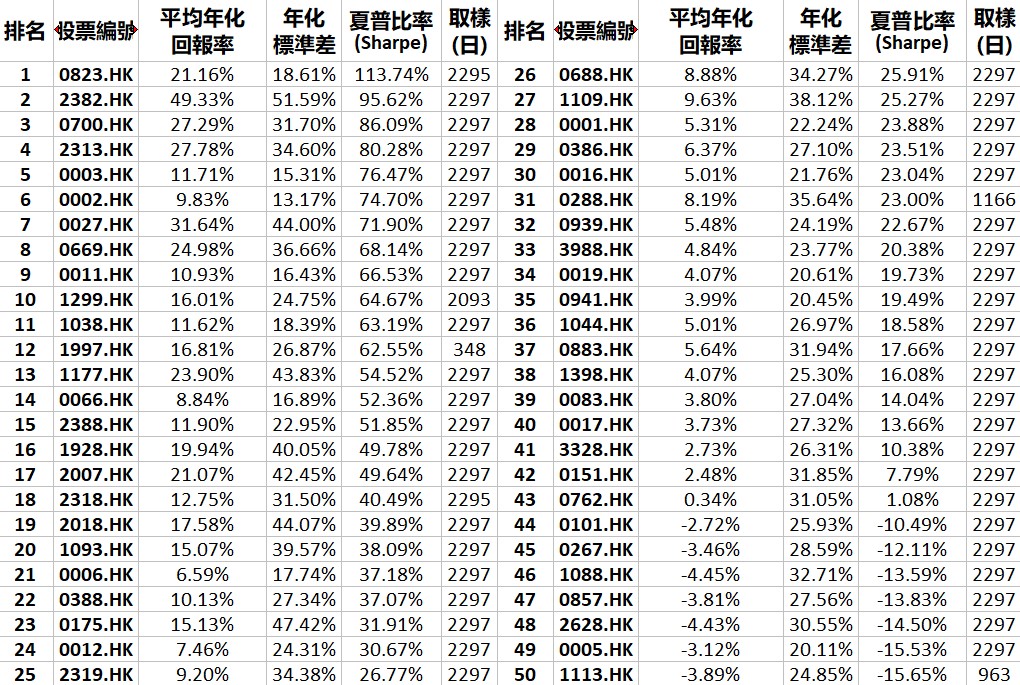 排名 股票編號 平均年化回報率 年化標準差 夏普比率(Sharpe) 取樣(日) 排名 股票編號 平均年化回報率 年化標準差 夏普比率(Sharpe) 取樣(日)
1 0823.HK 21.16% 18.61% 113.74% 2295 26 0688.HK 8.88% 34.27% 25.91% 2297
2 2382.HK 49.33% 51.59% 95.62% 2297 27 1109.HK 9.63% 38.12% 25.27% 2297
3 0700.HK 27.29% 31.70% 86.09% 2297 28 0001.HK 5.31% 22.24% 23.88% 2297
4 2313.HK 27.78% 34.60% 80.28% 2297 29 0386.HK 6.37% 27.10% 23.51% 2297
5 0003.HK 11.71% 15.31% 76.47% 2297 30 0016.HK 5.01% 21.76% 23.04% 2297
6 0002.HK 9.83% 13.17% 74.70% 2297 31 0288.HK 8.19% 35.64% 23.00% 1166
7 0027.HK 31.64% 44.00% 71.90% 2297 32 0939.HK 5.48% 24.19% 22.67% 2297
8 0669.HK 24.98% 36.66% 68.14% 2297 33 3988.HK 4.84% 23.77% 20.38% 2297
9 0011.HK 10.93% 16.43% 66.53% 2297 34 0019.HK 4.07% 20.61% 19.73% 2297
10 1299.HK 16.01% 24.75% 64.67% 2093 35 0941.HK 3.99% 20.45% 19.49% 2297
11 1038.HK 11.62% 18.39% 63.19% 2297 36 1044.HK 5.01% 26.97% 18.58% 2297
12 1997.HK 16.81% 26.87% 62.55% 348 37 0883.HK 5.64% 31.94% 17.66% 2297
13 1177.HK 23.90% 43.83% 54.52% 2297 38 1398.HK 4.07% 25.30% 16.08% 2297
14 0066.HK 8.84% 16.89% 52.36% 2297 39 0083.HK 3.80% 27.04% 14.04% 2297
15 2388.HK 11.90% 22.95% 51.85% 2297 40 0017.HK 3.73% 27.32% 13.66% 2297
16 1928.HK 19.94% 40.05% 49.78% 2297 41 3328.HK 2.73% 26.31% 10.38% 2297
17 2007.HK 21.07% 42.45% 49.64% 2297 42 0151.HK 2.48% 31.85% 7.79% 2297
18 2318.HK 12.75% 31.50% 40.49% 2295 43 0762.HK 0.34% 31.05% 1.08% 2297
19 2018.HK 17.58% 44.07% 39.89% 2297 44 0101.HK -2.72% 25.93% -10.49% 2297
20 1093.HK 15.07% 39.57% 38.09% 2297 45 0267.HK -3.46% 28.59% -12.11% 2297
21 0006.HK 6.59% 17.74% 37.18% 2297 46 1088.HK -4.45% 32.71% -13.59% 2297
22 0388.HK 10.13% 27.34% 37.07% 2297 47 0857.HK -3.81% 27.56% -13.83% 2297
23 0175.HK 15.13% 47.42% 31.91% 2297 48 2628.HK -4.43% 30.55% -14.50% 2297
24 0012.HK 7.46% 24.31% 30.67% 2297 49 0005.HK -3.12% 20.11% -15.53% 2297
25 2319.HK 9.20% 34.38% 26.77% 2297 50 1113.HK -3.89% 24.85% -15.65% 963